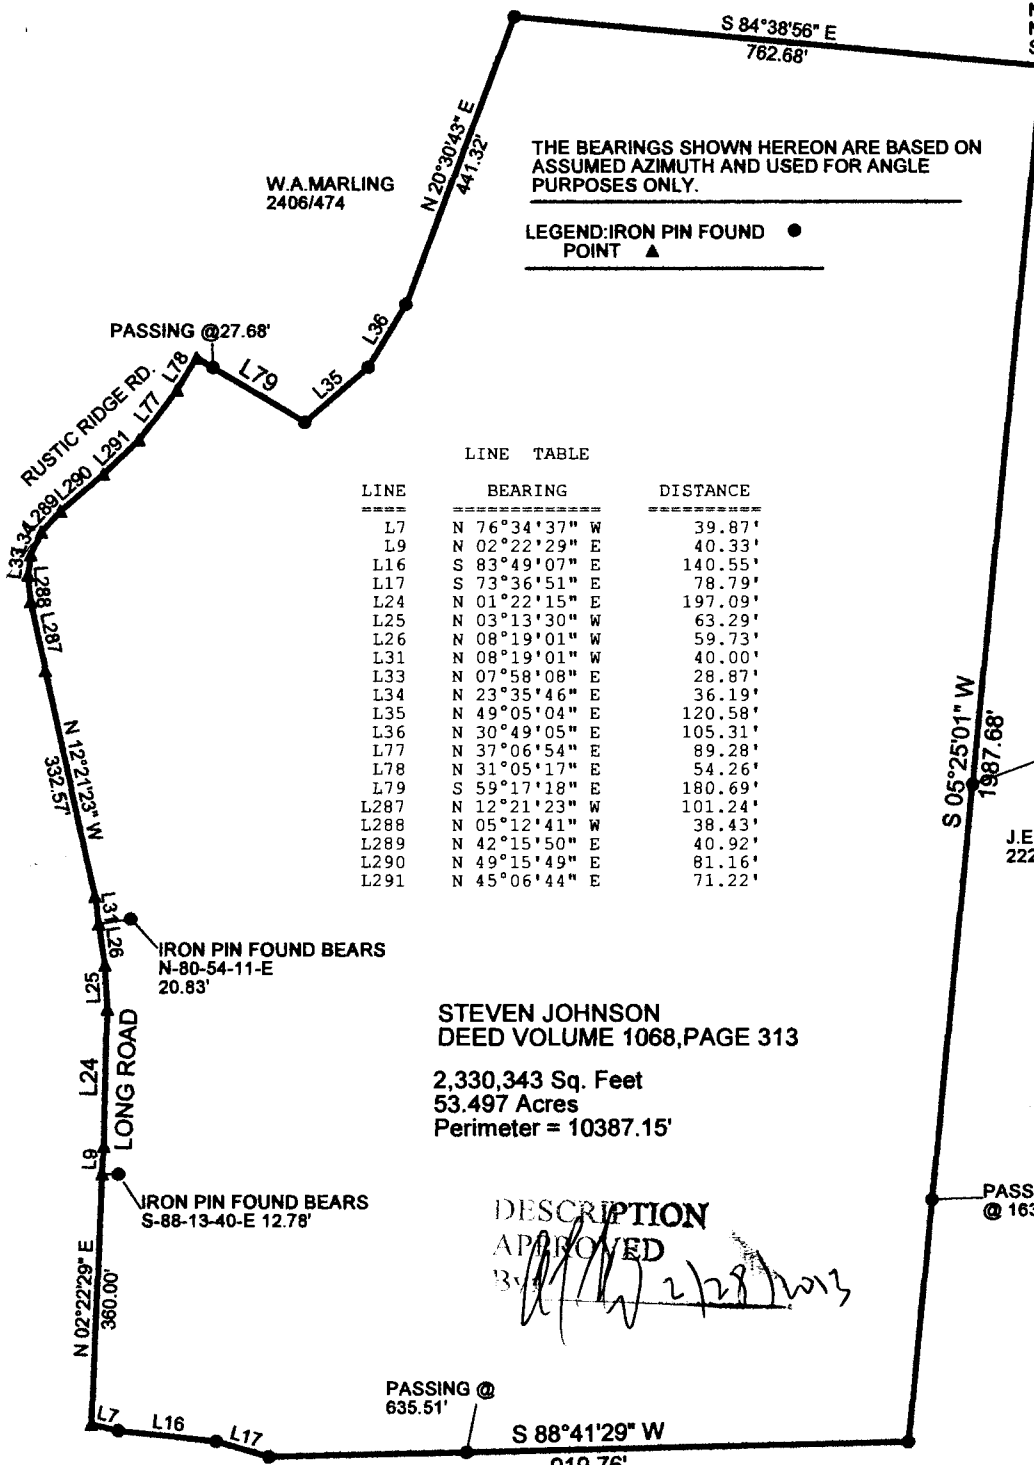 S 84°38'56" E
762.68'
N 20°30'43" E
441.32'
THE BEARINGS SHOWN HEREON ARE BASED ON
ASSUMED AZIMUTH AND USED FOR ANGLE
PURPOSES ONLY.
W.A.MARLING
2406/474
LEGEND:IRON PIN FOUND ●
POINT ▲
L36
PASSING @27.68'
L78
L79
L35
RUSTIC RIDGE RD.
L77
L291
L290
L289
L34
L33
L288
L287
LINE TABLE
LINE BEARING DISTANCE
==== ============= ==========
L7 N 76°34'37" W 39.87'
L9 N 02°22'29" E 40.33'
L16 S 83°49'07" E 140.55'
L17 S 73°36'51" E 78.79'
L24 N 01°22'15" E 197.09'
L25 N 03°13'30" W 63.29'
L26 N 08°19'01" W 59.73'
L31 N 08°19'01" W 40.00'
L33 N 07°58'08" E 28.87'
L34 N 23°35'46" E 36.19'
L35 N 49°05'04" E 120.58'
L36 N 30°49'05" E 105.31'
L77 N 37°06'54" E 89.28'
L78 N 31°05'17" E 54.26'
L79 S 59°17'18" E 180.69'
L287 N 12°21'23" W 101.24'
L288 N 05°12'41" W 38.43'
L289 N 42°15'50" E 40.92'
L290 N 49°15'49" E 81.16'
L291 N 45°06'44" E 71.22'
N 12°21'23" W
332.57'
S 05°25'01" W
1987.68'
J.E
222
L31
L26
IRON PIN FOUND BEARS
N-80-54-11-E
20.83'
L25
L24
LONG ROAD
L9
STEVEN JOHNSON
DEED VOLUME 1068,PAGE 313
2,330,343 Sq. Feet
53.497 Acres
Perimeter = 10387.15'
IRON PIN FOUND BEARS
S-88-13-40-E 12.78'
PASS
@ 163
DESCRIPTION
APPROVED
By 2/28/2013
N 02°22'29" E
360.00'
PASSING @
635.51'
L7
L16
L17
S 88°41'29" W
919.76'